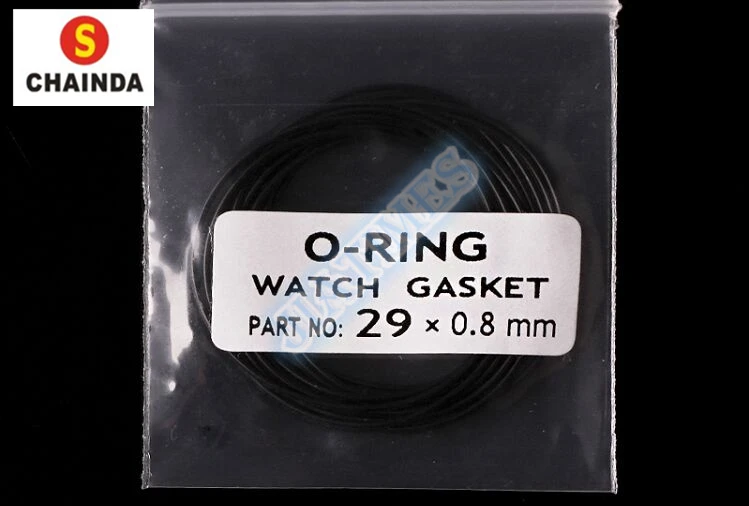 S
CHAINDA
O-RING
WATCH GASKET
PART NO: 29 × 0.8 mm